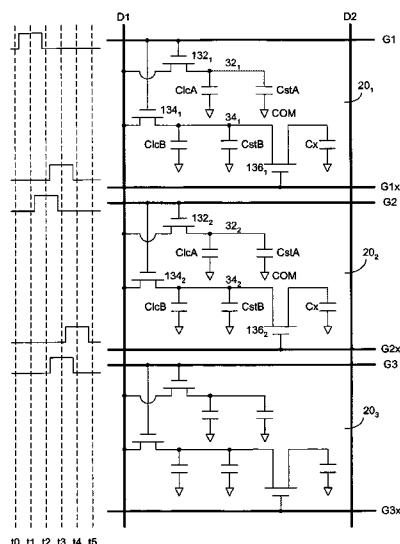 D1 D2
G1
132₁ 32₁
ClcA CstA
20₁
134₁ 34₁ COM
ClcB CstB Cx
136₁
G1x
G2
132₂ 32₂
ClcA CstA
20₂
134₂ 34₂ COM
ClcB CstB Cx
136₂
G2x
G3
20₃
G3x
t0 t1 t2 t3 t4 t5